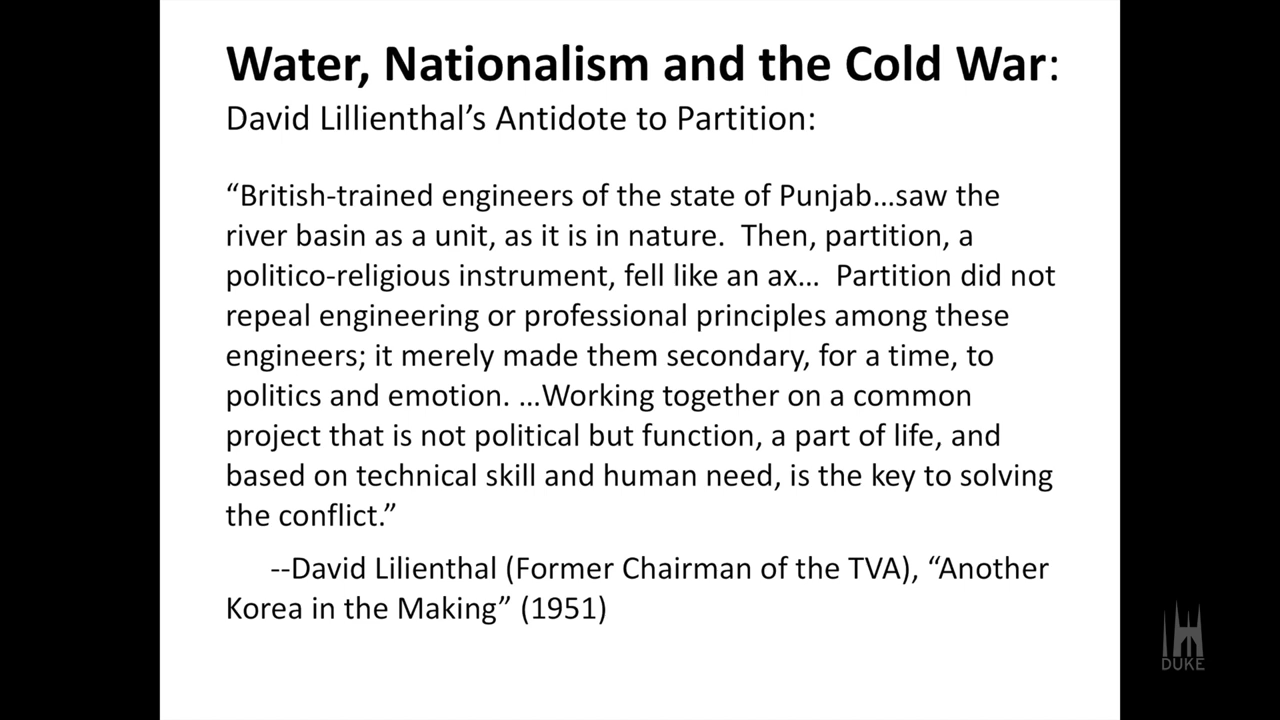 Water, Nationalism and the Cold War:
David Lillienthal’s Antidote to Partition:
“British-trained engineers of the state of Punjab…saw the
river basin as a unit, as it is in nature.  Then, partition, a
politico-religious instrument, fell like an ax…  Partition did not
repeal engineering or professional principles among these
engineers; it merely made them secondary, for a time, to
politics and emotion. …Working together on a common
project that is not political but function, a part of life, and
based on technical skill and human need, is the key to solving
the conflict.”
--David Lilienthal (Former Chairman of the TVA), “Another
Korea in the Making” (1951)
DUKE